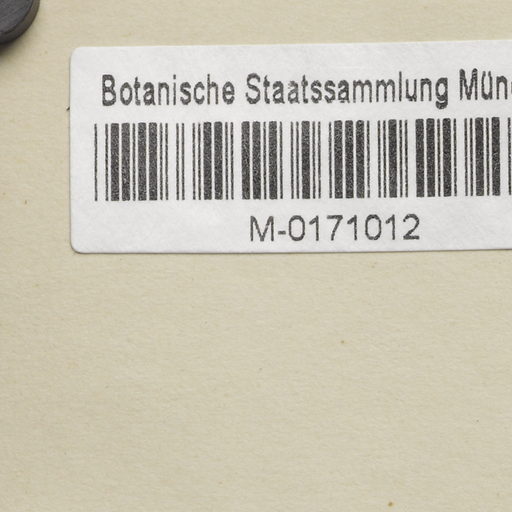 Botanische Staatssammlung Mün
M-0171012